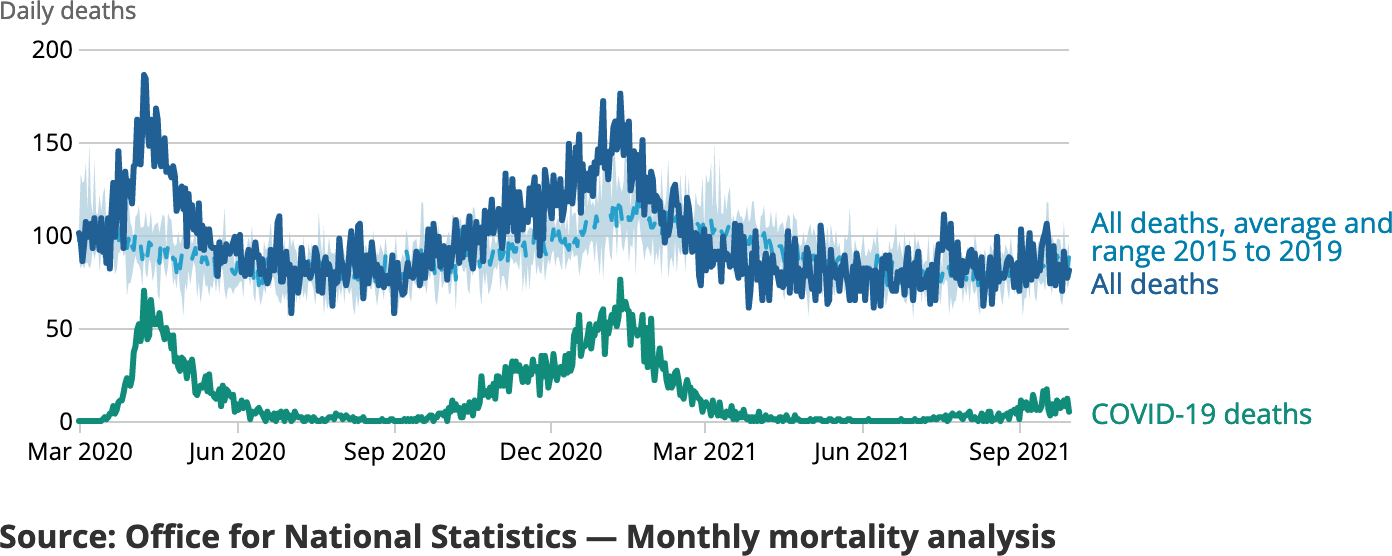 Daily deaths
200
150
100
50
0
Mar 2020 Jun 2020 Sep 2020 Dec 2020 Mar 2021 Jun 2021 Sep 2021
All deaths, average and
range 2015 to 2019
All deaths
COVID-19 deaths
Source: Office for National Statistics — Monthly mortality analysis